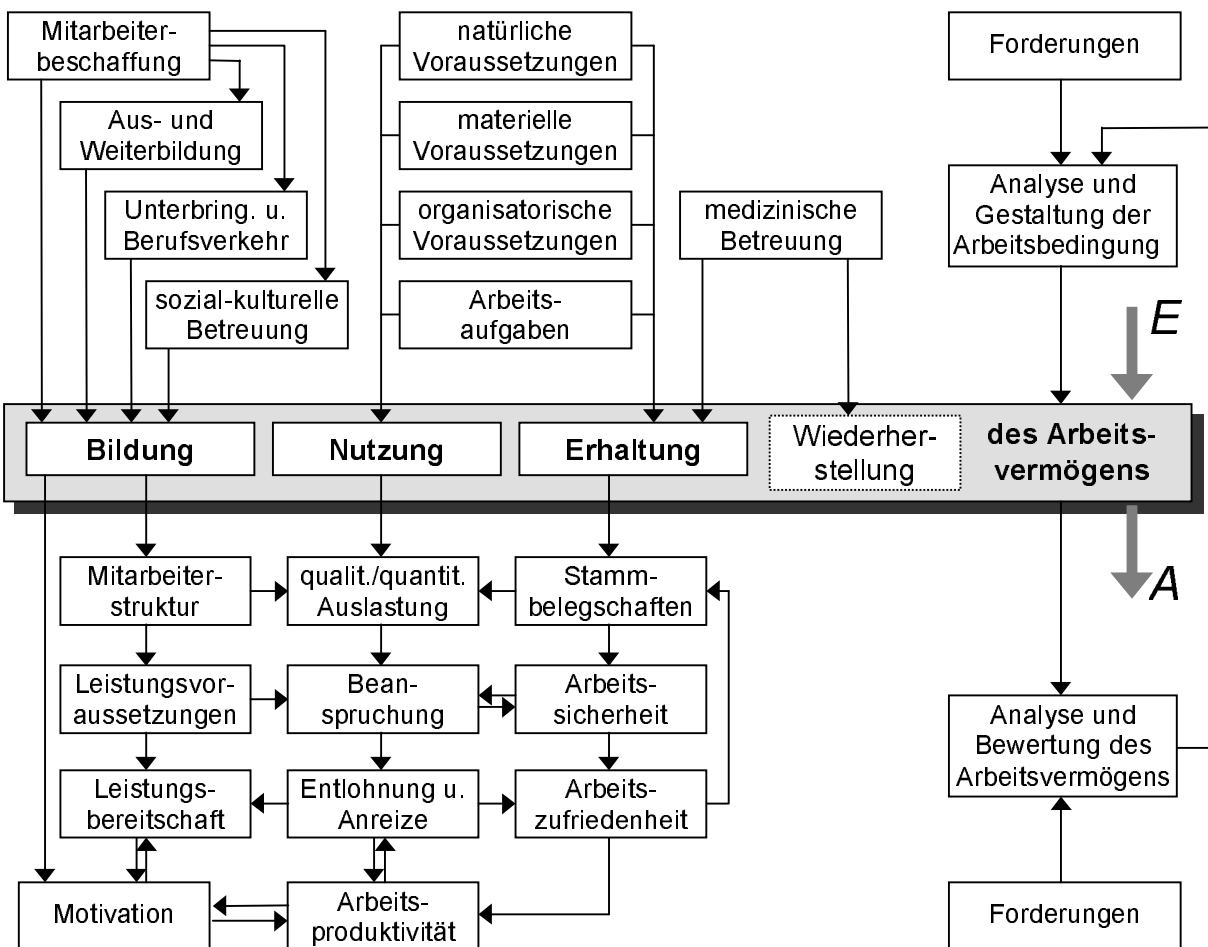 Mitarbeiter-
beschaffung
Aus- und
Weiterbildung
Unterbring. u.
Berufsverkehr
sozial-kulturelle
Betreuung
natürliche
Voraussetzungen
materielle
Voraussetzungen
organisatorische
Voraussetzungen
Arbeits-
aufgaben
medizinische
Betreuung
Forderungen
Analyse und
Gestaltung der
Arbeitsbedingung
E
Bildung
Nutzung
Erhaltung
Wiederher-
stellung
des Arbeits-
vermögens
A
Mitarbeiter-
struktur
qualit./quantit.
Auslastung
Stamm-
belegschaften
Leistungsvor-
aussetzungen
Bean-
spruchung
Arbeits-
sicherheit
Leistungs-
bereitschaft
Entlohnung u.
Anreize
Arbeits-
zufriedenheit
Motivation
Arbeits-
produktivität
Analyse und
Bewertung des
Arbeitsvermögens
Forderungen